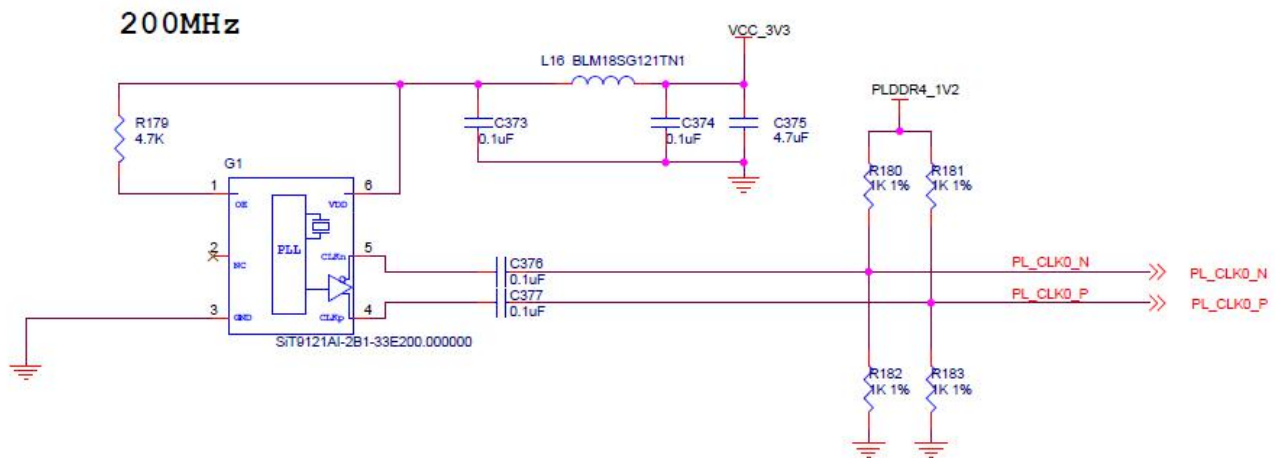 200MHz
VCC_3V3
L16 BLM18SG121TN1
PLDDR4_1V2
R179
4.7K
C373
0.1uF
C374
0.1uF
C375
4.7uF
G1
R180
1K 1%
R181
1K 1%
1
6
OE
VDD
PLL
2
5
NC
CLKn
C376
0.1uF
PL_CLK0_N
PL_CLK0_N
C377
0.1uF
PL_CLK0_P
PL_CLK0_P
3
4
GND
CLKp
SiT9121AI-2B1-33E200.000000
R182
1K 1%
R183
1K 1%